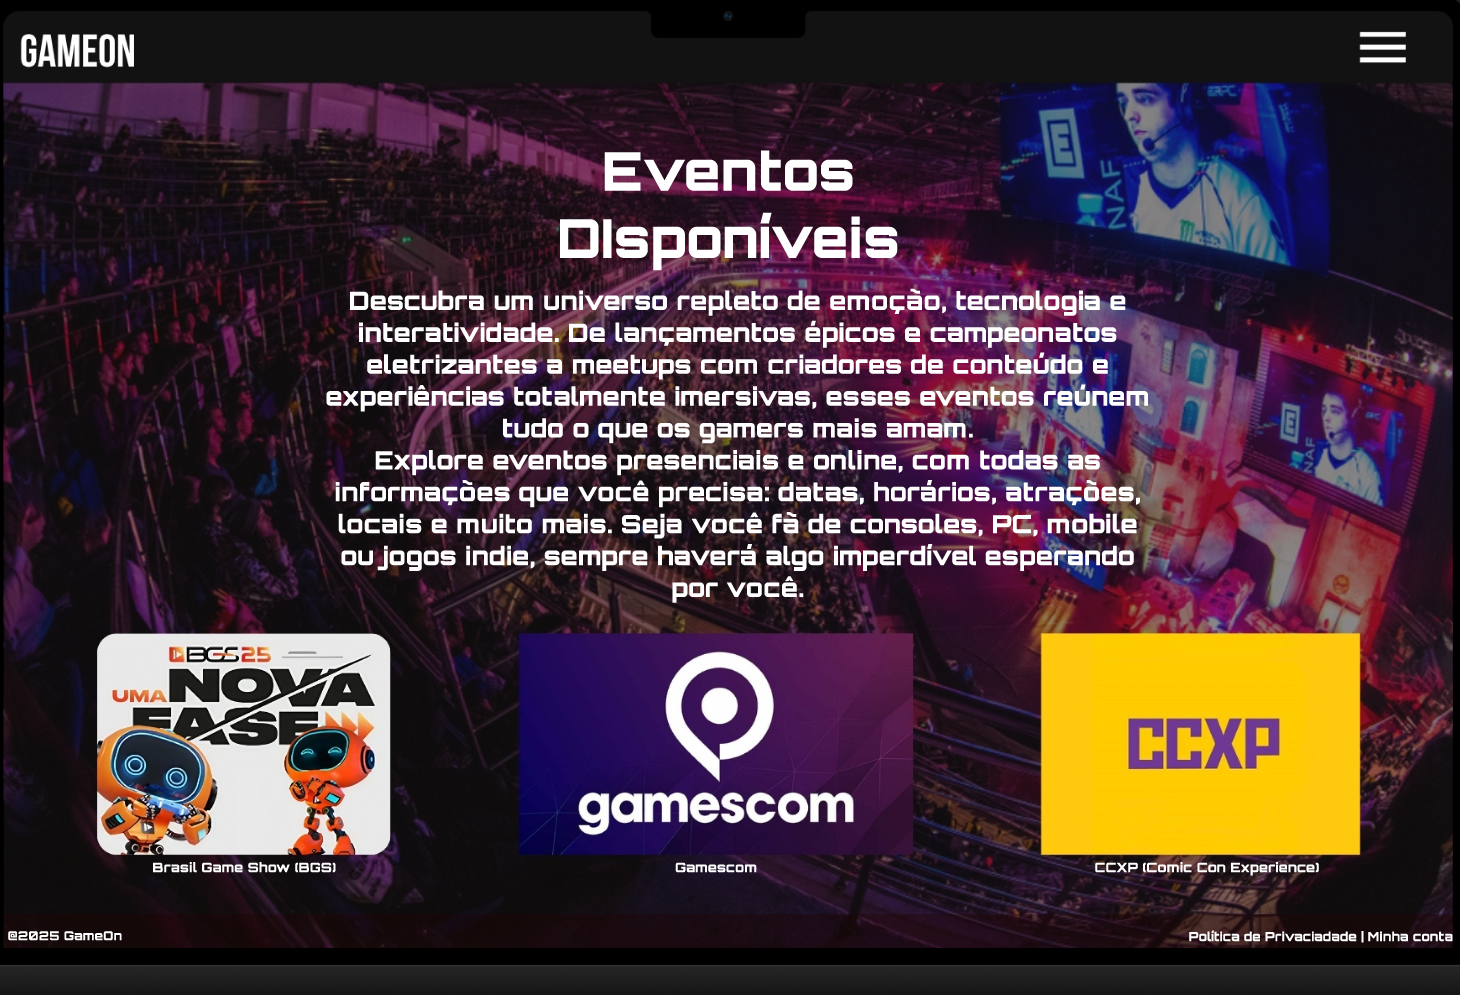 GAMEON
ERPC
E
NAF
Eventos
DIsponíveis
Descubra um universo repleto de emoção, tecnologia e
interatividade. De lançamentos épicos e campeonatos
eletrizantes a meetups com criadores de conteúdo e
experiências totalmente imersivas, esses eventos reúnem
tudo o que os gamers mais amam.
Explore eventos presenciais e online, com todas as
informações que você precisa: datas, horários, atrações,
locais e muito mais. Seja você fã de consoles, PC, mobile
ou jogos indie, sempre haverá algo imperdível esperando
por você.
NAF
BGS25
UMA NOVA
FASE
gamescom
CCXP
Brasil Game Show (BGS)
Gamescom
CCXP (Comic Con Experience)
@2025 GameOn
Política de Privaciadade | Minha conta